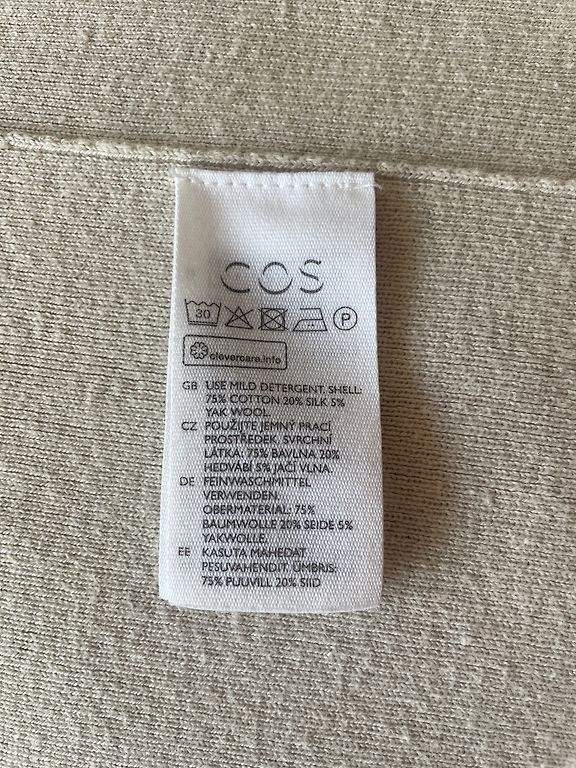 COS
30 P
clevercare.info
GB USE MILD DETERGENT. SHELL:
75% COTTON 20% SILK 5%
YAK WOOL.
CZ POUŽIJTE JEMNÝ PRACÍ
PROSTŘEDEK. SVRCHNÍ
LÁTKA: 75% BAVLNA 20%
HEDVÁBÍ 5% JAČÍ VLNA.
DE FEINWASCHMITTEL
VERWENDEN.
OBERMATERIAL: 75%
BAUMWOLLE 20% SEIDE 5%
YAKWOLLE.
EE KASUTA MAHEDAT
PESUVAHENDIT. ÜMBRIS:
75% PUUVILL 20% SIID